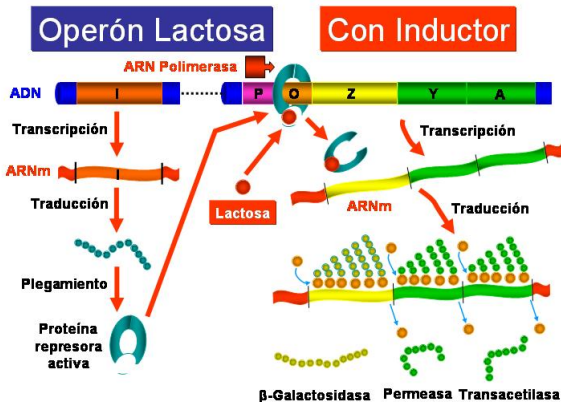 Operón Lactosa
Con Inductor
ARN Polimerasa
ADN
I
P
O
Z
Y
A
Transcripción
Transcripción
ARNm
I
Lactosa
ARNm
Traducción
Traducción
Plegamiento
Proteína
represora
activa
β-Galactosidasa
Permeasa
Transacetilasa